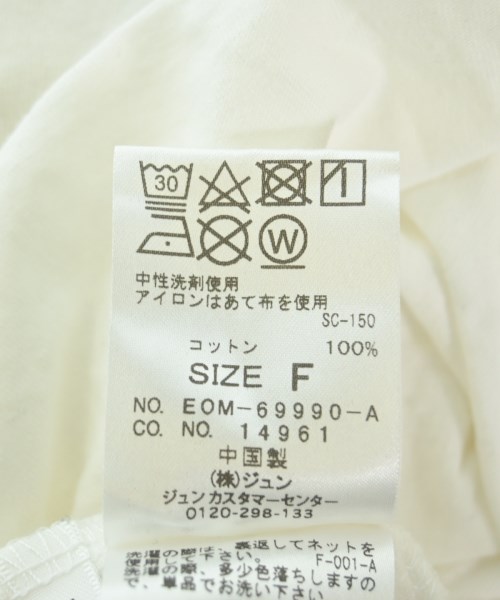 30
W
中性洗剤使用
アイロンはあて布を使用
SC-150
コットン 100%
SIZE F
NO. EOM-69990-A
CO. NO. 14961
中国製
(株)ジュン
ジュンカスタマーセンター
0120-298-133
裏返してネットを
F-001-A
多少色落ちしますの
で、単品でお洗い下さい。